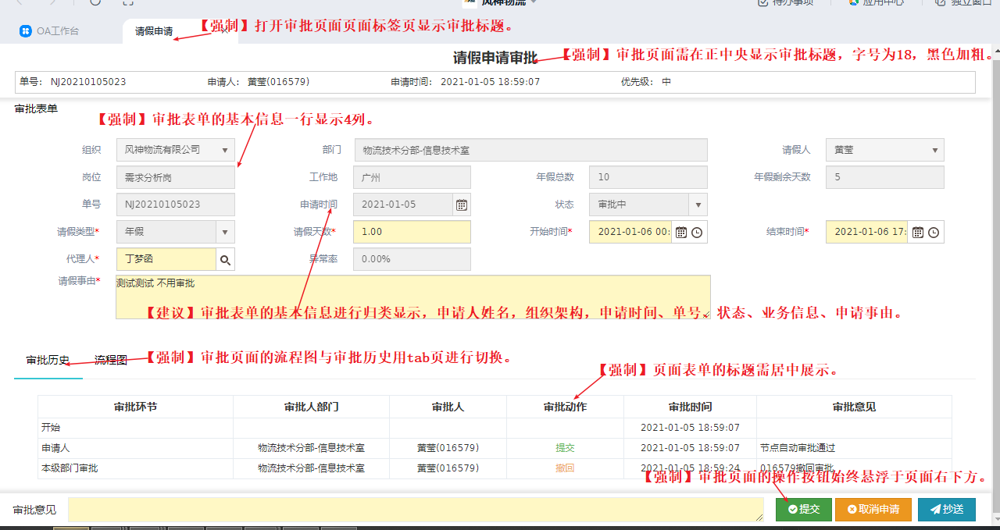 风神物流 待办事项 应用中心 独立窗口
OA工作台 请假申请 【强制】打开审批页面页面标签页显示审批标题。
请假申请审批 【强制】审批页面需在正中央显示审批标题，字号为18，黑色加粗。
单号： NJ20210105023 申请人： 黄莹(016579) 申请时间： 2021-01-05 18:59:07 优先级： 中
审批表单
【强制】审批表单的基本信息一行显示4列。
组织 风神物流有限公司 部门 物流技术分部-信息技术室 请假人 黄莹
岗位 需求分析岗 工作地 广州 年假总数 10 年假剩余天数 5
单号 NJ20210105023 申请时间 2021-01-05 状态 审批中
请假类型* 年假 请假天数* 1.00 开始时间* 2021-01-06 00: 结束时间* 2021-01-06 17:
代理人* 丁梦函 异常率 0.00%
请假事由* 测试测试 不用审批
【建议】审批表单的基本信息进行归类显示，申请人姓名，组织架构，申请时间、单号、状态、业务信息、申请事由。
审批历史 流程图 【强制】审批页面的流程图与审批历史用tab页进行切换。
【强制】页面表单的标题需居中展示。
审批环节 审批人部门 审批人 审批动作 审批时间 审批意见
开始 2021-01-05 18:59:07
申请人 物流技术分部-信息技术室 黄莹(016579) 提交 2021-01-05 18:59:07 节点自动审批通过
本级部门审批 物流技术分部-信息技术室 黄莹(016579) 撤回 2021-01-05 18:59:24 016579撤回审批
【强制】审批页面的操作按钮始终悬浮于页面右下方。
审批意见 提交 取消申请 抄送